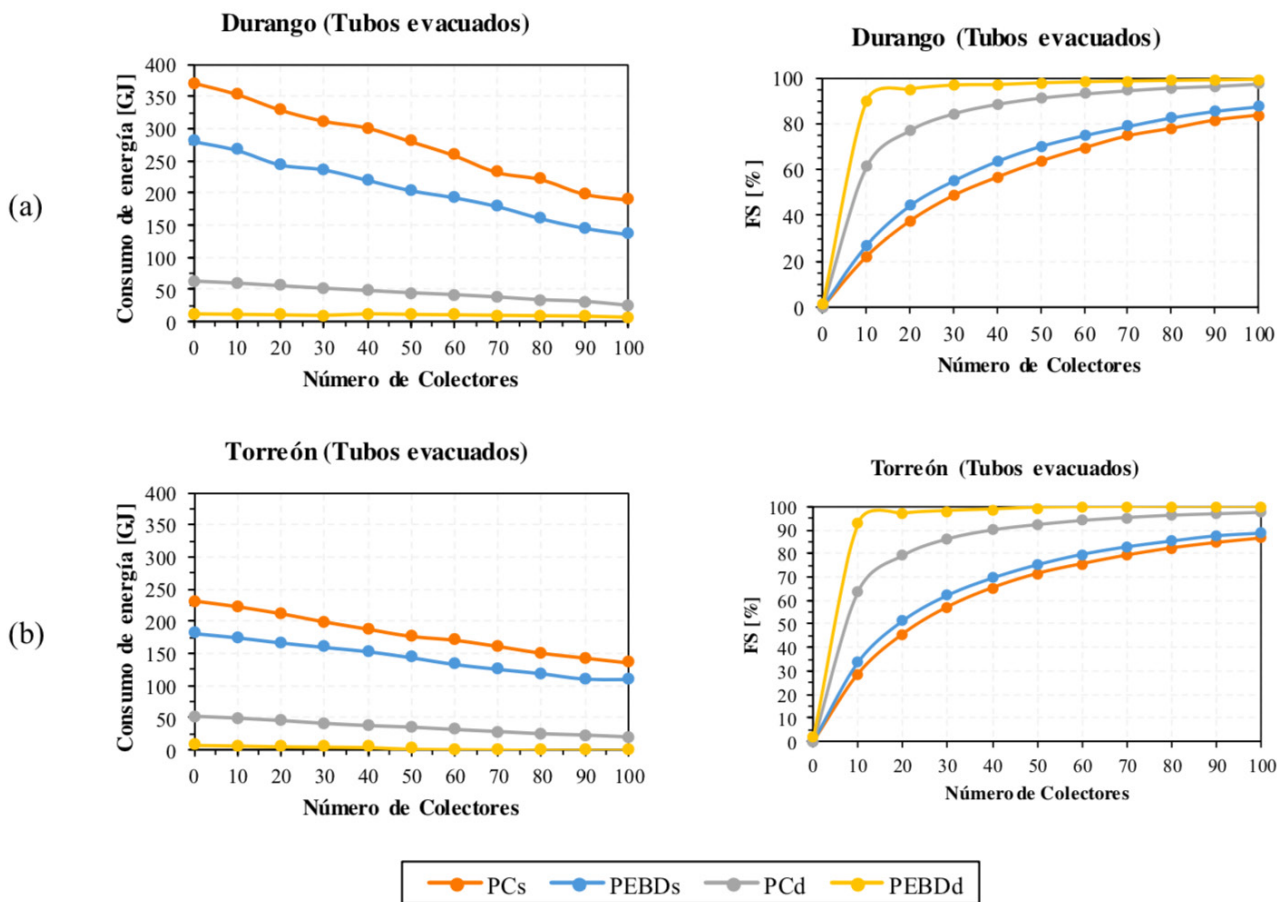 Durango (Tubos evacuados)
Consumo de energía [GJ]
400
350
300
250
200
150
100
50
0
0 10 20 30 40 50 60 70 80 90 100
Número de Colectores
Durango (Tubos evacuados)
FS [%]
100
80
60
40
20
0
0 10 20 30 40 50 60 70 80 90 100
Número de Colectores
(a)
Torreón (Tubos evacuados)
Consumo de energía [GJ]
400
350
300
250
200
150
100
50
0
0 10 20 30 40 50 60 70 80 90 100
Número de Colectores
Torreón (Tubos evacuados)
FS [%]
100
90
80
70
60
50
40
30
20
10
0
0 10 20 30 40 50 60 70 80 90 100
Número de Colectores
(b)
PCs PEBDs PCd PEBDd